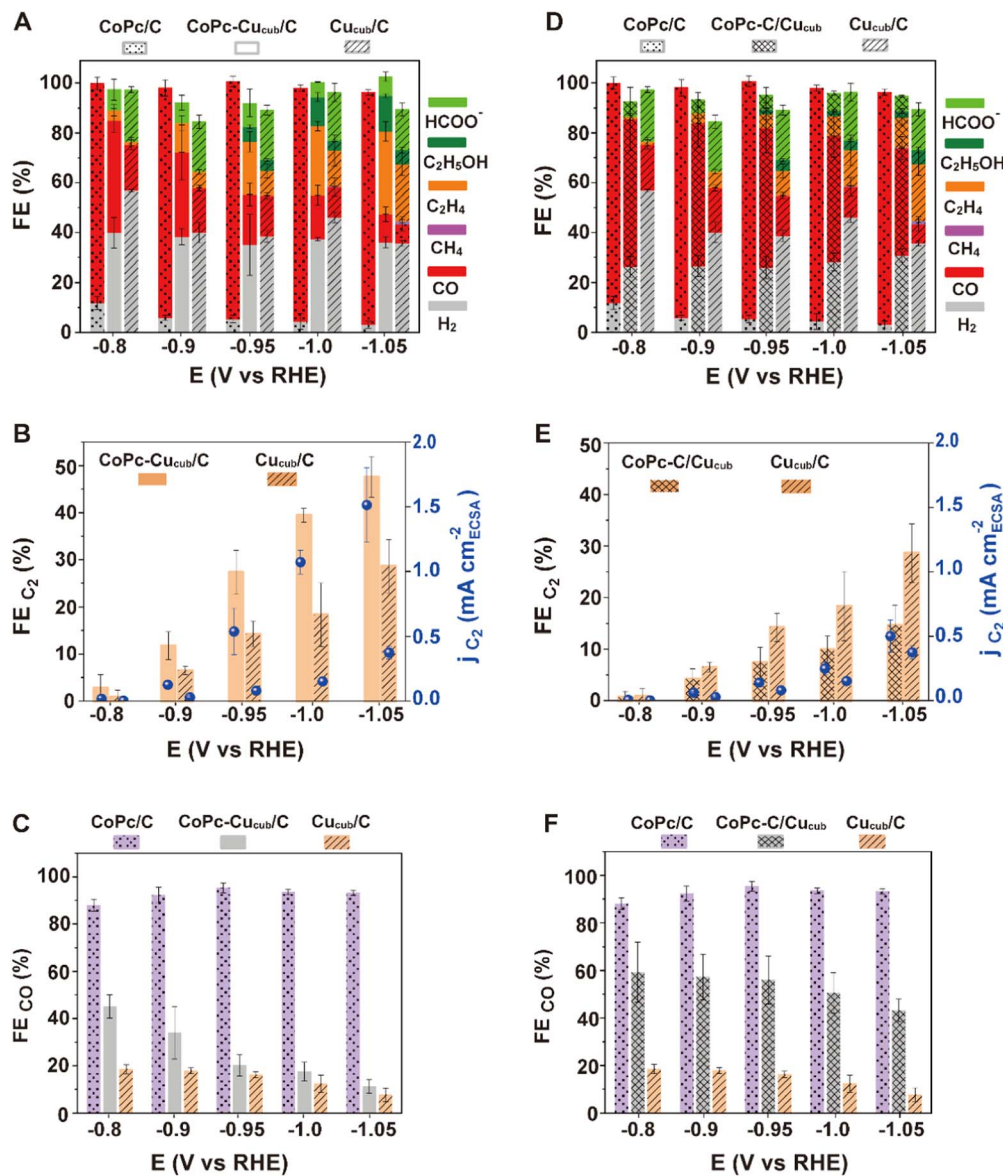 A
CoPc/C CoPc-Cucub/C Cucub/C
FE (%)
100
80
60
40
20
0
-0.8 -0.9 -0.95 -1.0 -1.05
E (V vs RHE)
HCOO-
C2H5OH
C2H4
CH4
CO
H2
D
CoPc/C CoPc-C/Cucub Cucub/C
FE (%)
100
80
60
40
20
0
-0.8 -0.9 -0.95 -1.0 -1.05
E (V vs RHE)
HCOO-
C2H5OH
C2H4
CH4
CO
H2
B
CoPc-Cucub/C Cucub/C
FE C2 (%)
50
40
30
20
10
0
j C2 (mA cm-2ECSA)
2.0
1.5
1.0
0.5
0.0
-0.8 -0.9 -0.95 -1.0 -1.05
E (V vs RHE)
E
CoPc-C/Cucub Cucub/C
FE C2 (%)
50
40
30
20
10
0
j C2 (mA cm-2ECSA)
2.0
1.5
1.0
0.5
0.0
-0.8 -0.9 -0.95 -1.0 -1.05
E (V vs RHE)
C
CoPc/C CoPc-Cucub/C Cucub/C
FE CO (%)
100
80
60
40
20
0
-0.8 -0.9 -0.95 -1.0 -1.05
E (V vs RHE)
F
CoPc/C CoPc-C/Cucub Cucub/C
FE CO (%)
100
80
60
40
20
0
-0.8 -0.9 -0.95 -1.0 -1.05
E (V vs RHE)